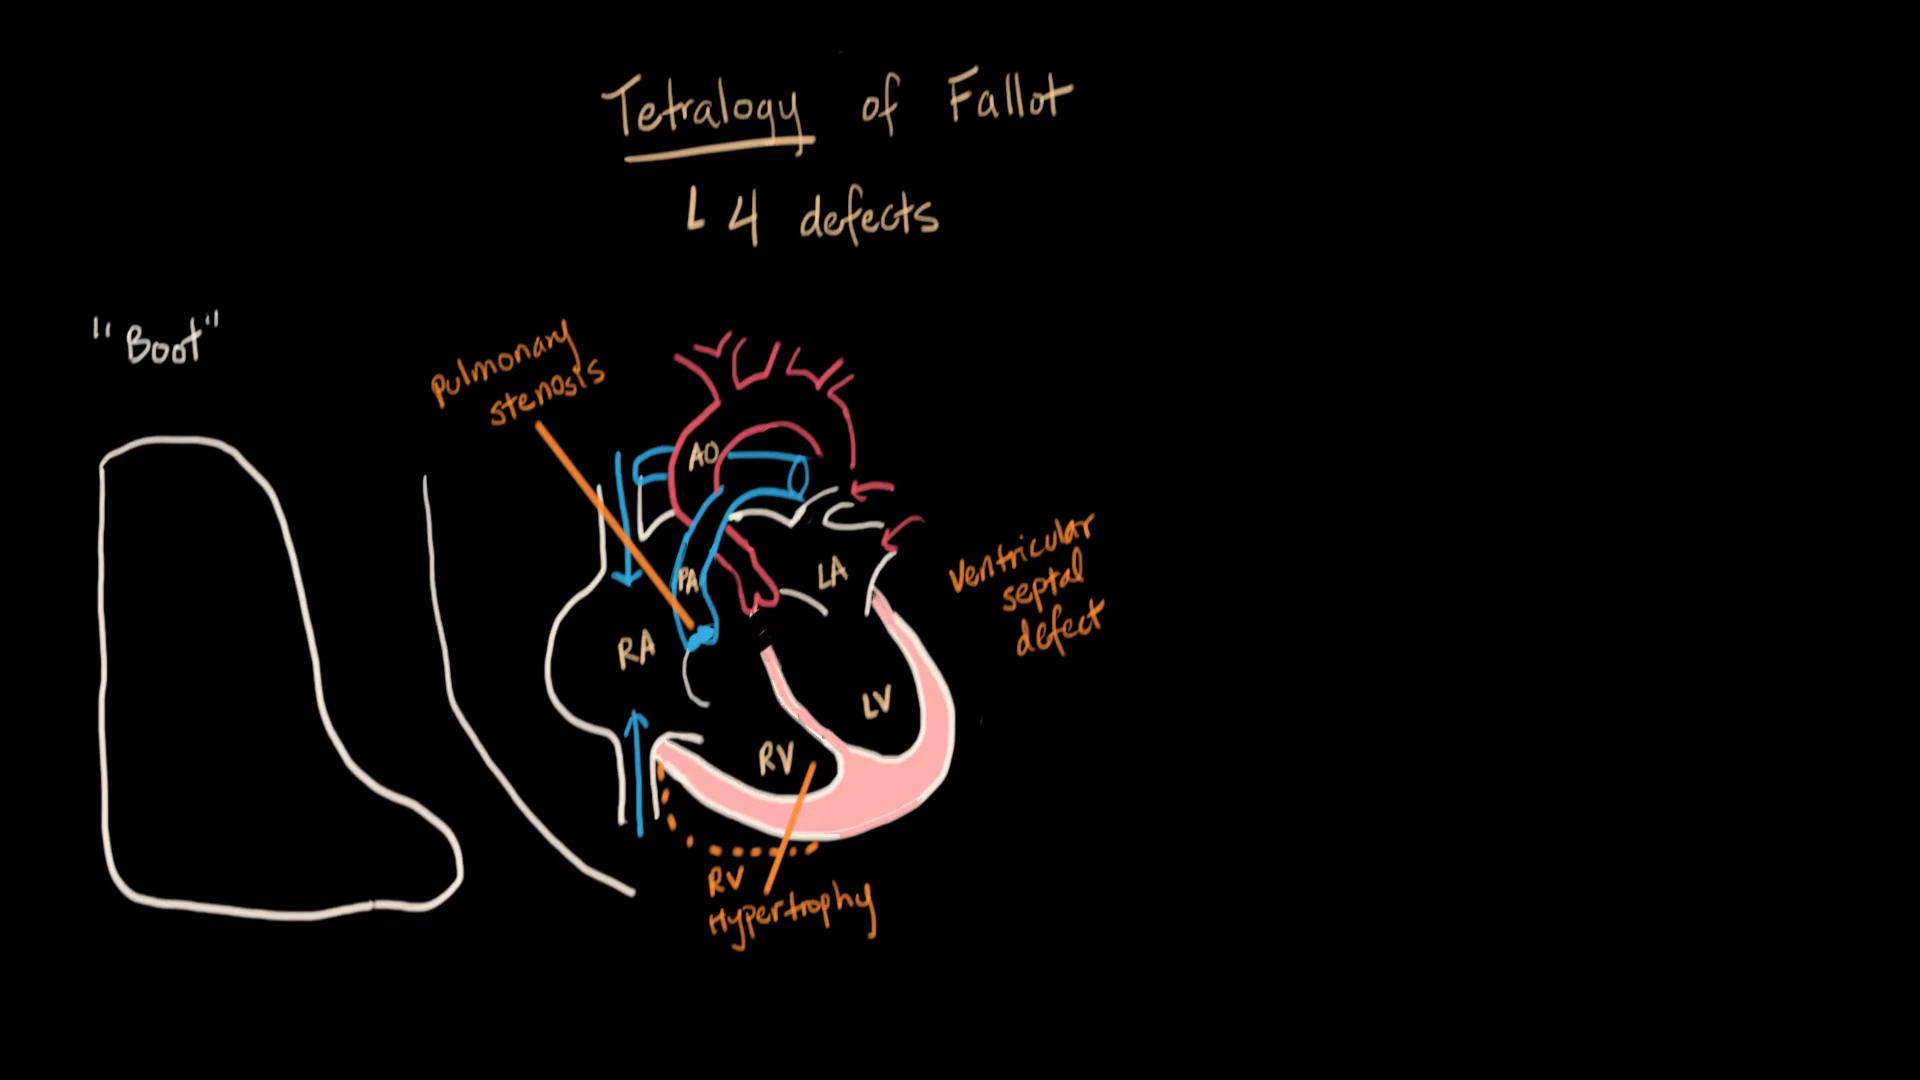 Tetralogy of Fallot
4 defects
"Boot"
pulmonary
stenosis
AO
PA
LA
RA
LV
RV
ventricular
septal
defect
RV
Hypertrophy